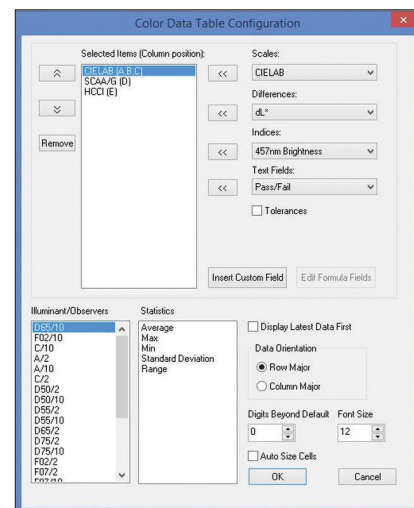 Color Data Table Configuration
Selected Items (Column position):
CIELAB (A,B,C)
SCAA/G (D)
HCCI (E)
Remove
Scales:
<< CIELAB
Differences:
<< dL*
Indices:
<< 457nm Brightness
Text Fields:
<< Pass/Fail
Tolerances
Insert Custom Field Edit Formula Fields
Illuminant/Observers
D65/10
F02/10
C/10
A/2
A/10
C/2
D50/2
D50/10
D55/2
D55/10
D65/2
D75/2
D75/10
F02/2
F07/2
F07/10
Statistics
Average
Max
Min
Standard Deviation
Range
Display Latest Data First
Data Orientation
Row Major
Column Major
Digits Beyond Default Font Size
0 12
Auto Size Cells
OK Cancel